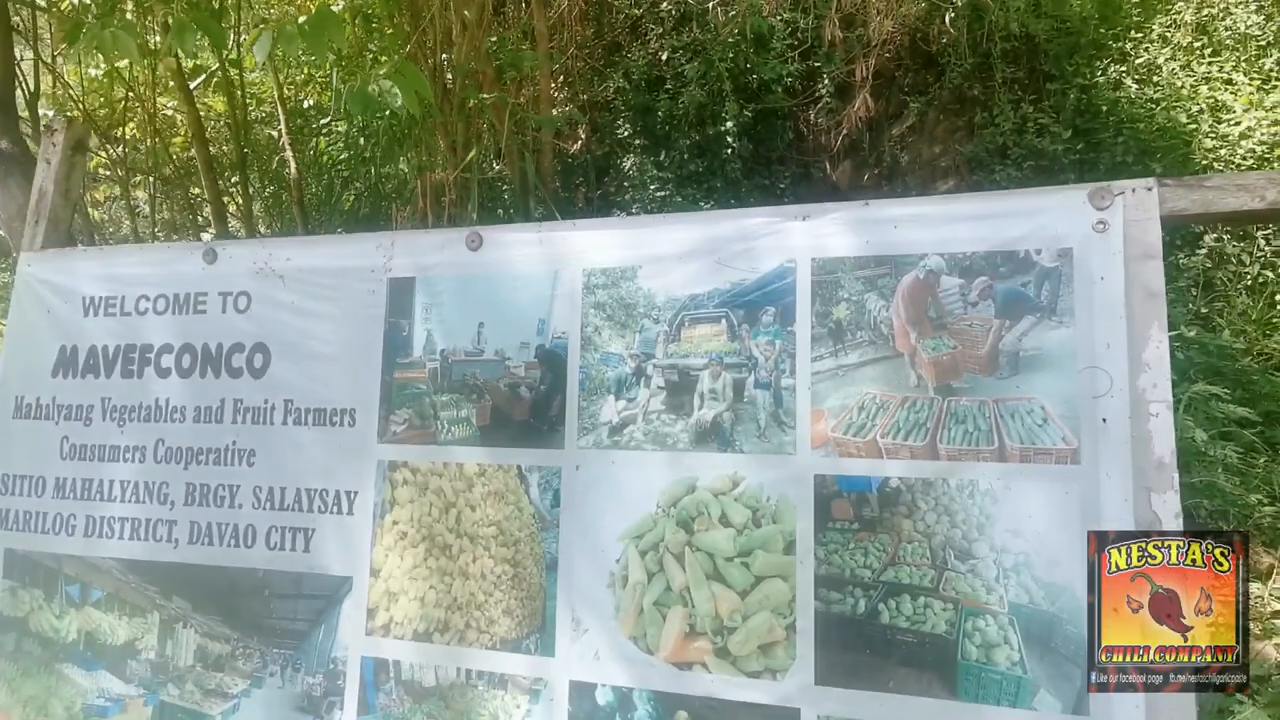 WELCOME TO
MAVEFCONCO
Mahalyang Vegetables and Fruit Farmers
Consumers Cooperative
SITIO MAHALYANG, BRGY. SALAYSAY
MARILOG DISTRICT, DAVAO CITY
NESTA'S
CHILI COMPANY
Like our facebook page fb.me/nestaschiligarlicpaste